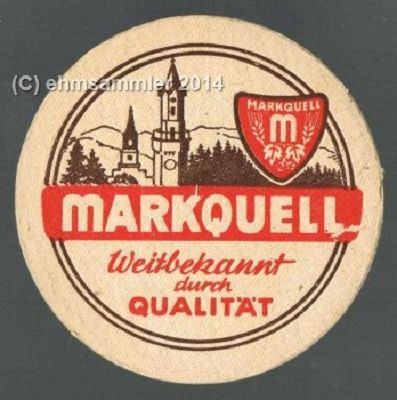 (C) ehmsammler 2014
MARKQUELL
m
MARKQUELL
Weitbekannt
durch
QUALITÄT